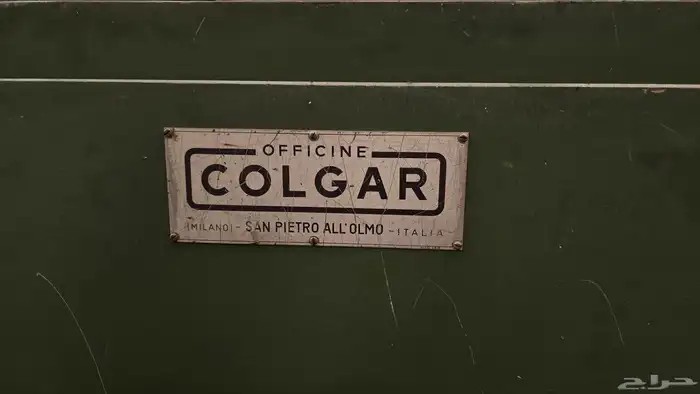 OFFICINE
COLGAR
(MILANO) - SAN PIETRO ALL'OLMO - ITALIA
حراج